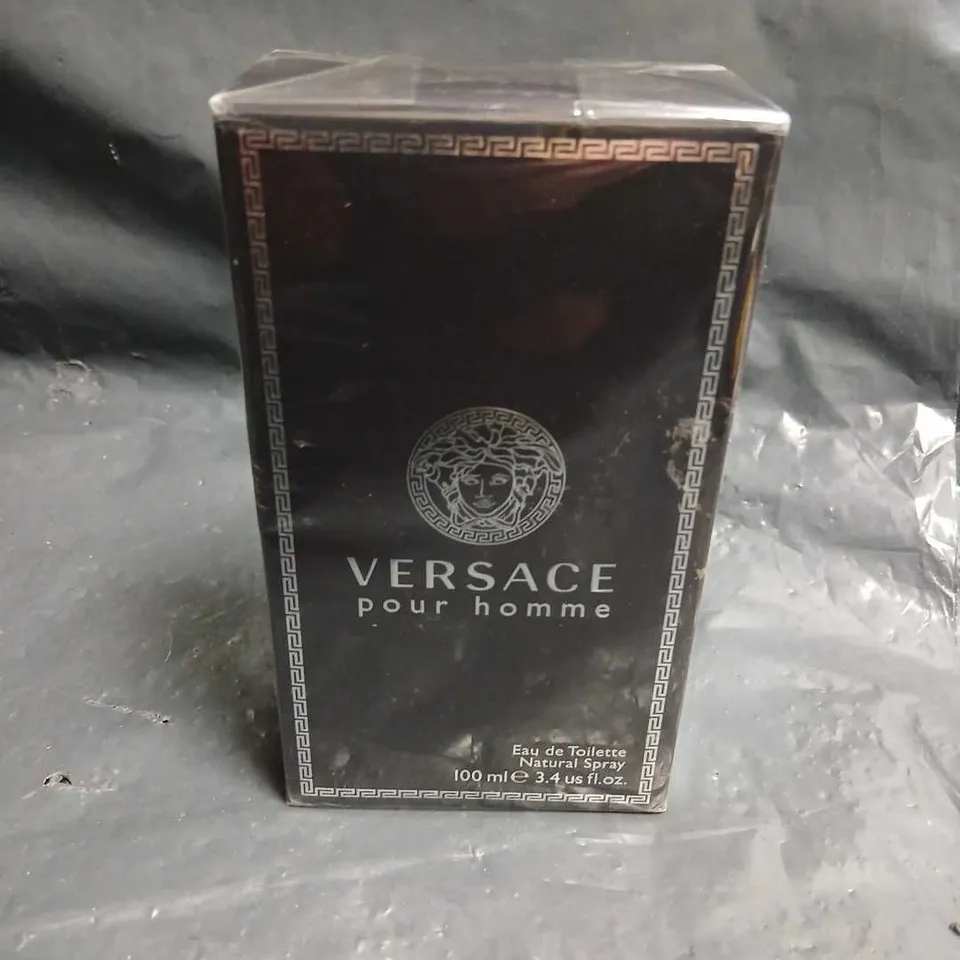 VERSACE
pour homme
Eau de Toilette
Natural Spray
100 ml ℮ 3.4 us fl.oz.